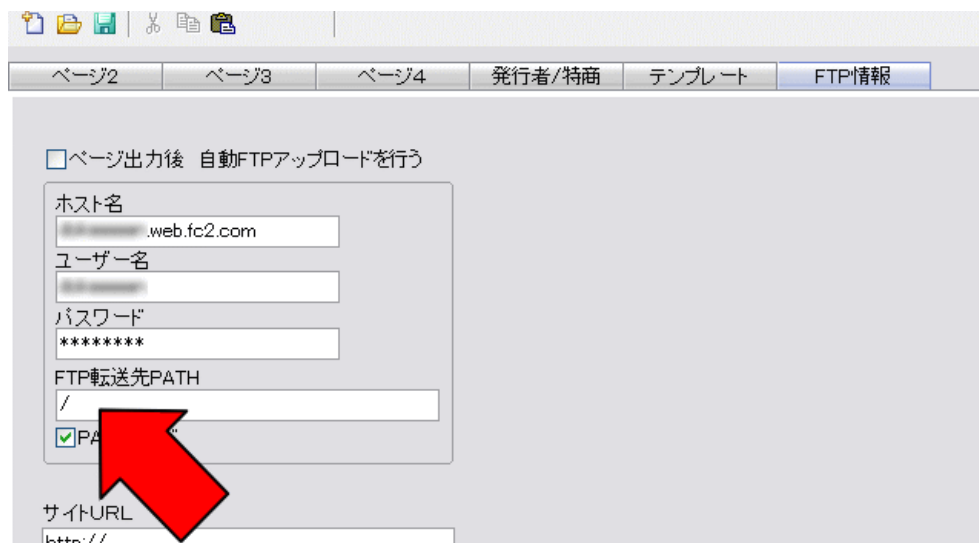 ページ2 ページ3 ページ4 発行者/特商 テンプレート FTP情報
ページ出力後 自動FTPアップロードを行う
ホスト名
.web.fc2.com
ユーザー名
パスワード
********
FTP転送先PATH
/
サイトURL
http://